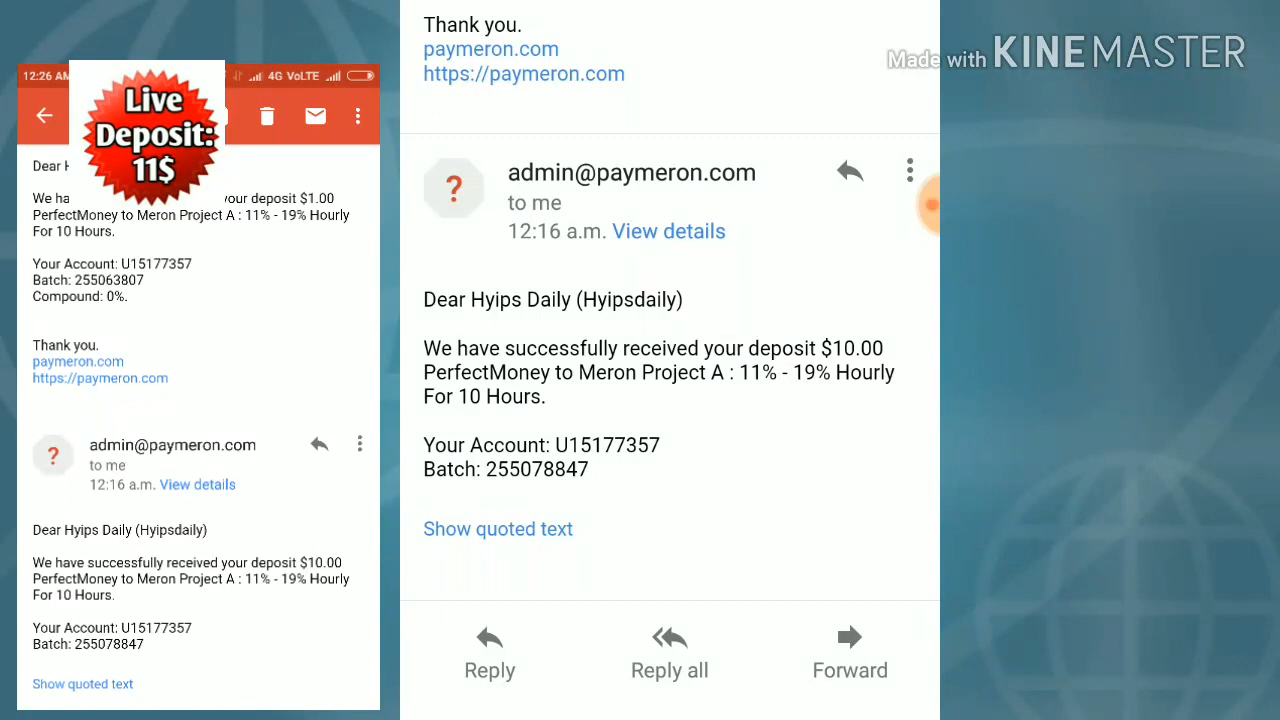 12:26 AM
4G VoLTE
Live
Deposit:
11$
Dear H
We ha your deposit $1.00
PerfectMoney to Meron Project A : 11% - 19% Hourly
For 10 Hours.
Your Account: U15177357
Batch: 255063807
Compound: 0%.
Thank you.
paymeron.com
https://paymeron.com
?
admin@paymeron.com
to me
12:16 a.m. View details
Dear Hyips Daily (Hyipsdaily)
We have successfully received your deposit $10.00
PerfectMoney to Meron Project A : 11% - 19% Hourly
For 10 Hours.
Your Account: U15177357
Batch: 255078847
Show quoted text
Thank you.
paymeron.com
https://paymeron.com
?
admin@paymeron.com
to me
12:16 a.m. View details
Dear Hyips Daily (Hyipsdaily)
We have successfully received your deposit $10.00
PerfectMoney to Meron Project A : 11% - 19% Hourly
For 10 Hours.
Your Account: U15177357
Batch: 255078847
Show quoted text
Reply
Reply all
Forward
Made with KINEMASTER